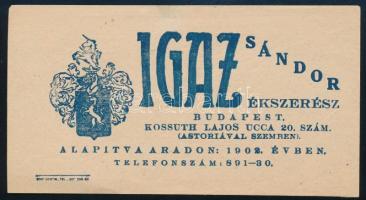 IGAZ SÁNDOR
ÉKSZERÉSZ
BUDAPEST,
KOSSUTH LAJOS UCCA 20. SZÁM.
(ASTORIÁVAL SZEMBEN).
ALAPITVA ARADON: 1902. ÉVBEN.
TELEFONSZÁM: 891—30.